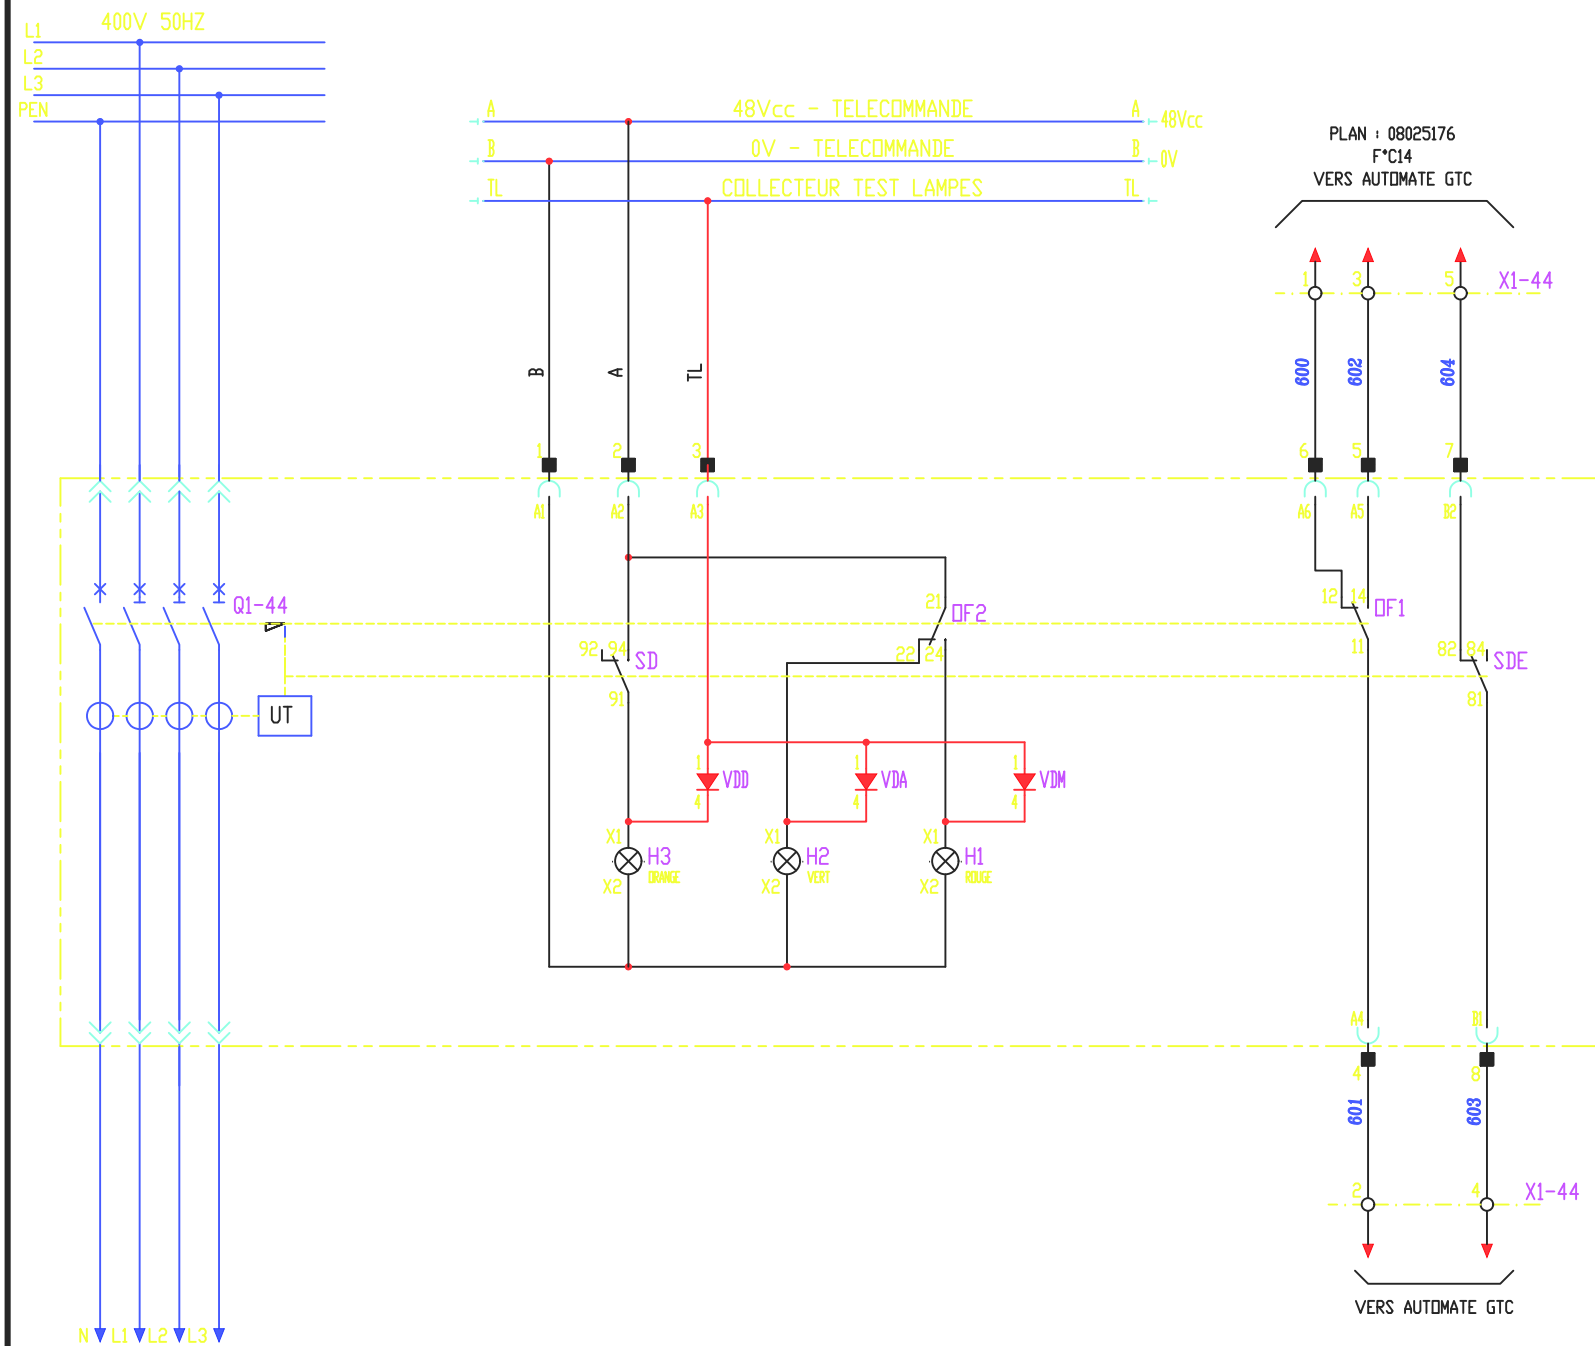 400V 50HZ
L1
L2
L3
PEN
A 48Vcc - TELECOMMANDE A 48Vcc
B 0V - TELECOMMANDE B 0V
TL COLLECTEUR TEST LAMPES TL
PLAN : 08025176
F°C14
VERS AUTOMATE GTC
1 3 5 X1-44
B A TL 600 602 604
1 2 3 6 5 7
A1 A2 A3 A6 A5 B2
Q1-44
21 OF2
12 14 OF1
11
92 94 SD
22 24
82 84 SDE
91
81
UT
1 VDD 1 VDA 1 VDM
4 4 4
X1 H3 X1 H2 X1 H1
ORANGE VERT ROUGE
X2 X2 X2
A4 B1
4 8
601 603
2 4 X1-44
VERS AUTOMATE GTC
N L1 L2 L3